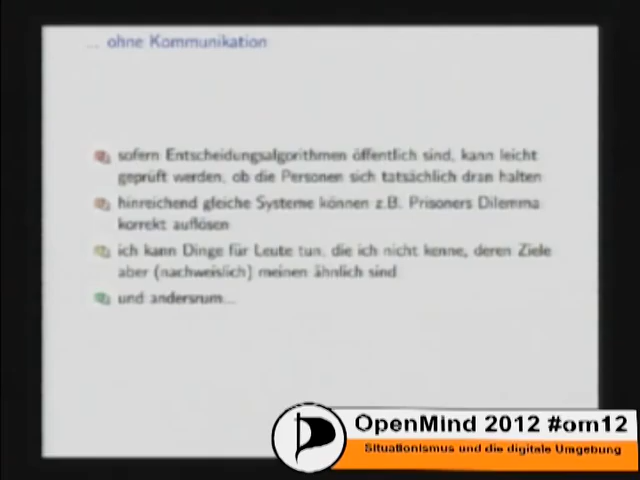 ... ohne Kommunikation
sofern Entscheidungsalgorithmen öffentlich sind, kann leicht
geprüft werden, ob die Personen sich tatsächlich dran halten
hinreichend gleiche Systeme können z.B. Prisoners Dilemma
korrekt auflösen
ich kann Dinge für Leute tun, die ich nicht kenne, deren Ziele
aber (nachweislich) meinen ähnlich sind
und andersrum...
OpenMind 2012 #om12
Situationismus und die digitale Umgebung